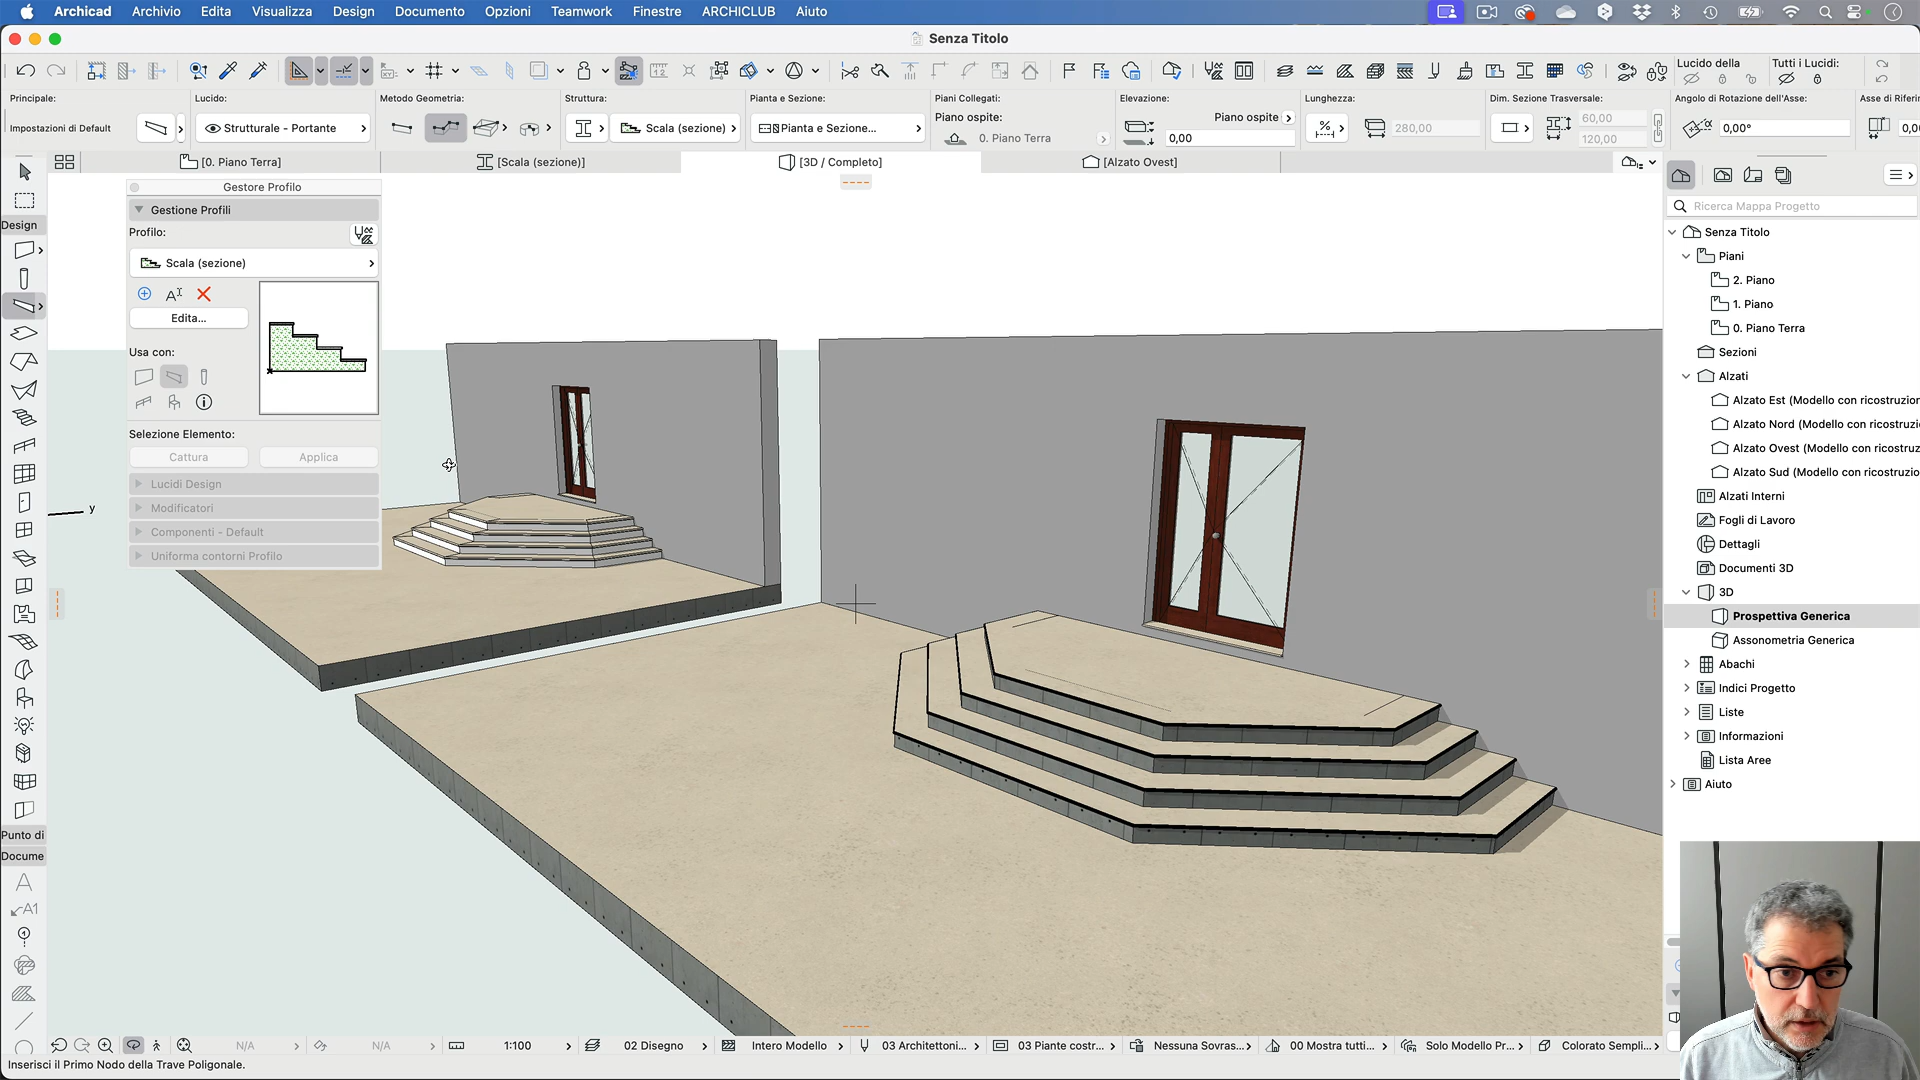 Archicad Archivio Edita Visualizza Design Documento Opzioni Teamwork Finestre ARCHICLUB Aiuto
Senza Titolo
Lucido della
Tutti i Lucidi:
Principale:
Lucido:
Metodo Geometria:
Struttura:
Pianta e Sezione:
Piani Collegati:
Elevazione:
Lunghezza:
Dim. Sezione Trasversale:
Angolo di Rotazione dell'Asse:
Impostazioni di Default
Strutturale - Portante
Scala (sezione)
Pianta e Sezione...
Piano ospite:
0. Piano Terra
Piano ospite
0,00
280,00
60,00
120,00
0,00°
[0. Piano Terra]
[Scala (sezione)]
[3D / Completo]
[Alzato Ovest]
Gestore Profilo
Gestione Profili
Profilo:
Scala (sezione)
Edita...
Usa con:
Selezione Elemento:
Cattura
Applica
Lucidi Design
Modificatori
Componenti - Default
Uniforma contorni Profilo
Design
Punto di
Docume
y
Ricerca Mappa Progetto
Senza Titolo
Piani
2. Piano
1. Piano
0. Piano Terra
Sezioni
Alzati
Alzato Est (Modello con ricostruzion
Alzato Nord (Modello con ricostruzi
Alzato Ovest (Modello con ricostruz
Alzato Sud (Modello con ricostruzio
Alzati Interni
Fogli di Lavoro
Dettagli
Documenti 3D
3D
Prospettiva Generica
Assonometria Generica
Abachi
Indici Progetto
Liste
Informazioni
Lista Aree
Aiuto
N/A
N/A
1:100
02 Disegno
Intero Modello
03 Architettoni...
03 Piante costr...
Nessuna Sovras...
00 Mostra tutti...
Solo Modello Pr...
Colorato Sempli...
Inserisci il Primo Nodo della Trave Poligonale.